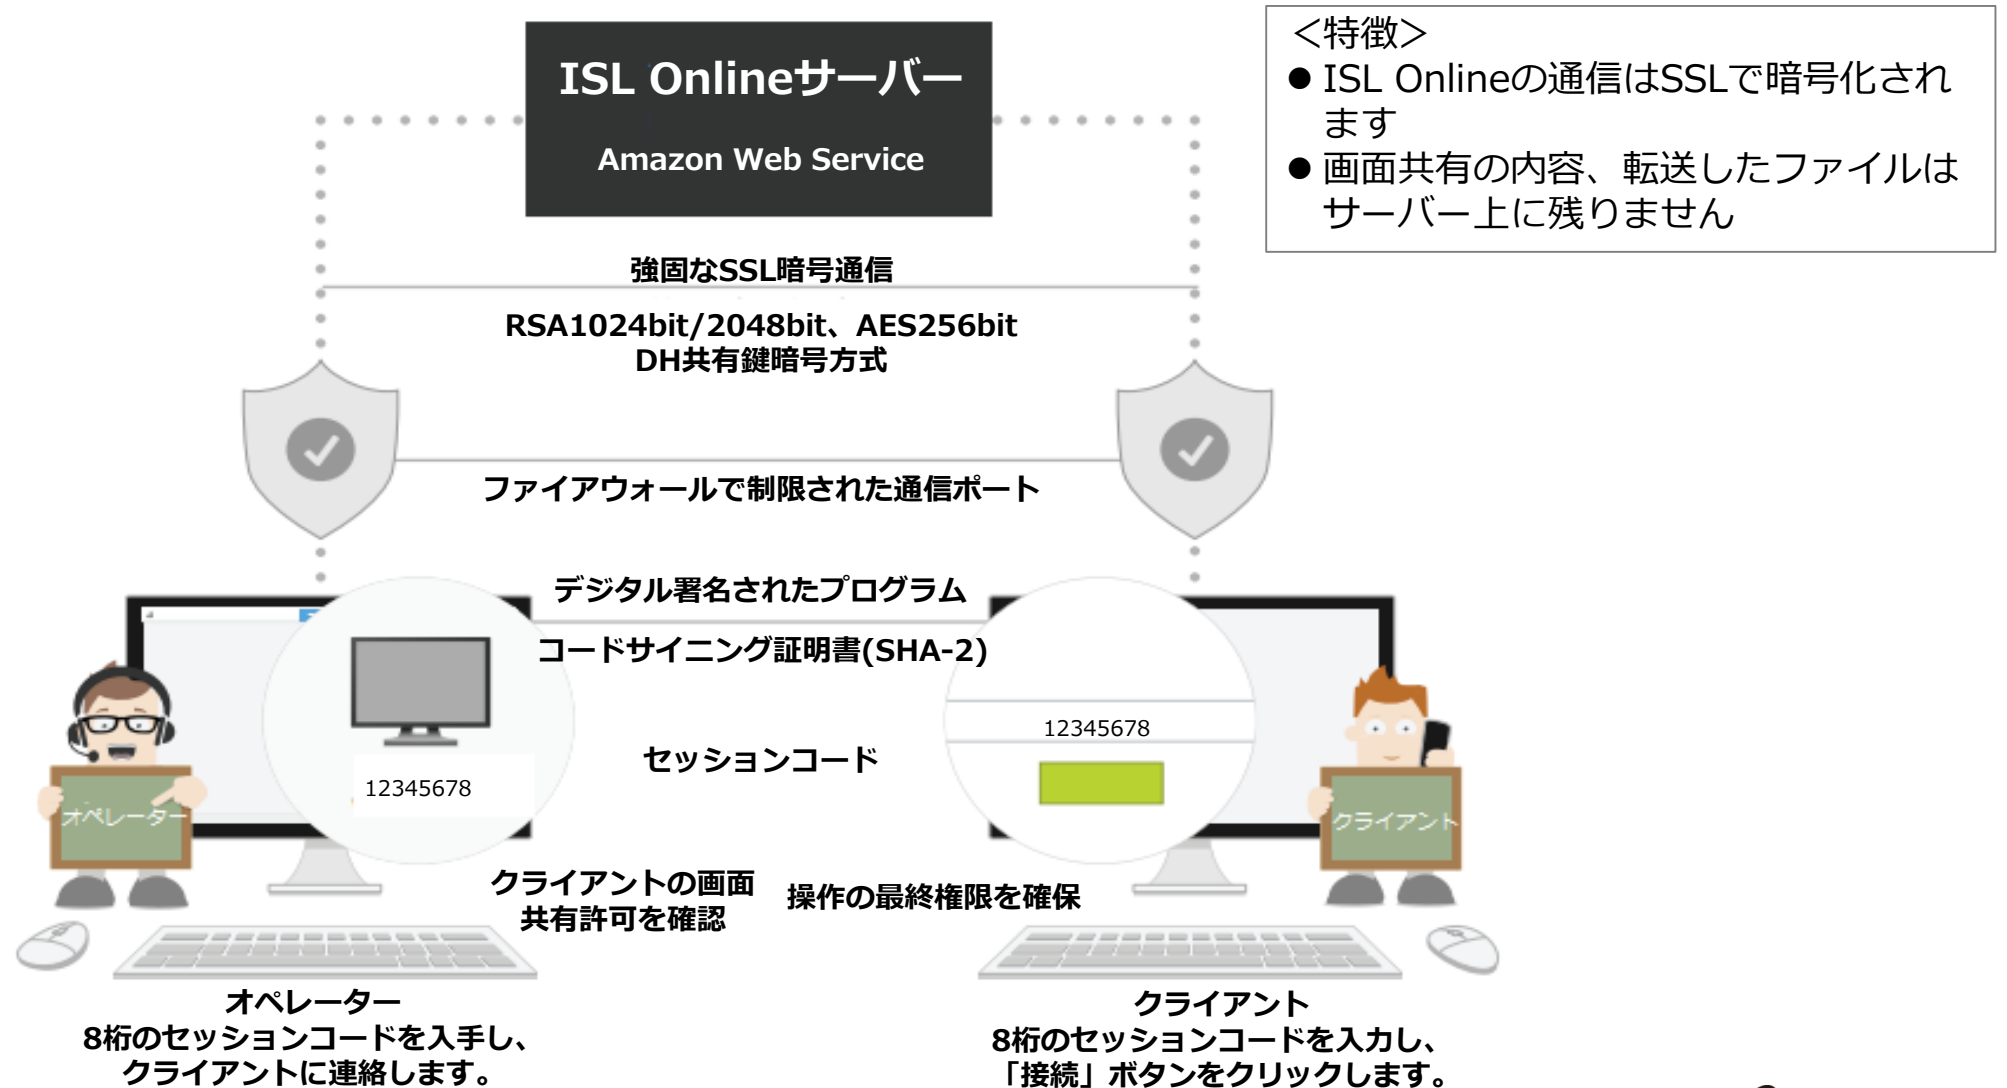 ISL Onlineサーバー
Amazon Web Service
＜特徴＞
● ISL Onlineの通信はSSLで暗号化され
ます
● 画面共有の内容、転送したファイルは
サーバー上に残りません
強固なSSL暗号通信
RSA1024bit/2048bit、AES256bit
DH共有鍵暗号方式
ファイアウォールで制限された通信ポート
デジタル署名されたプログラム
コードサイニング証明書(SHA-2)
12345678
セッションコード
12345678
オペレーター
クライアント
クライアントの画面
共有許可を確認
操作の最終権限を確保
オペレーター
8桁のセッションコードを入手し、
クライアントに連絡します。
クライアント
8桁のセッションコードを入力し、
「接続」ボタンをクリックします。